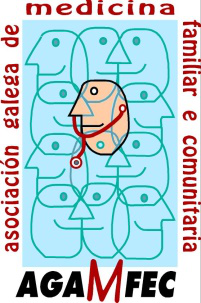 asociación galega de
medicina
familiar e comunitaria
AGAMFEC